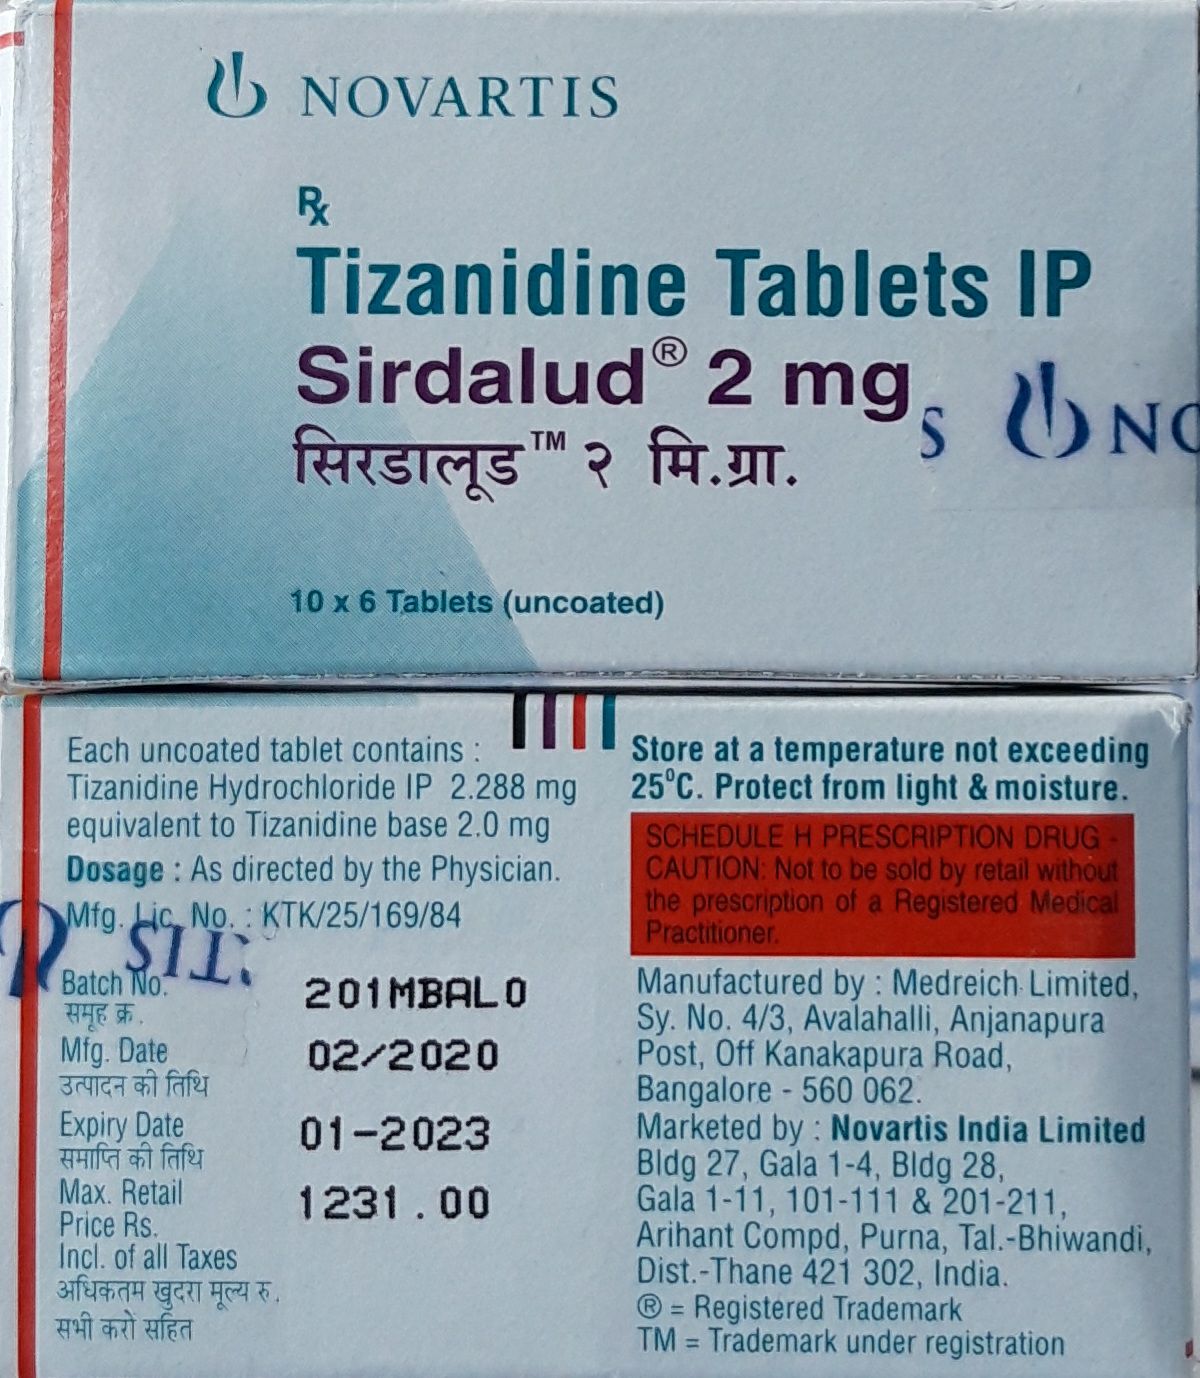 NOVARTIS
Rx
Tizanidine Tablets IP
Sirdalud® 2 mg
S NO
सिरडालूड™ २ मि.ग्रा.
10 x 6 Tablets (uncoated)
Each uncoated tablet contains :
Tizanidine Hydrochloride IP 2.288 mg
equivalent to Tizanidine base 2.0 mg
Dosage : As directed by the Physician.
Mfg. Lic. No. : KTK/25/169/84
TIS
Batch No. 201MBAL0
समूह क्र.
Mfg. Date 02/2020
उत्पादन की तिथि
Expiry Date 01-2023
समाप्ति की तिथि
Max. Retail 1231.00
Price Rs.
Incl. of all Taxes
अधिकतम खुदरा मूल्य रु.
सभी करों सहित
Store at a temperature not exceeding
25⁰C. Protect from light & moisture.
SCHEDULE H PRESCRIPTION DRUG -
CAUTION: Not to be sold by retail without
the prescription of a Registered Medical
Practitioner.
Manufactured by : Medreich Limited,
Sy. No. 4/3, Avalahalli, Anjanapura
Post, Off Kanakapura Road,
Bangalore - 560 062.
Marketed by : Novartis India Limited
Bldg 27, Gala 1-4, Bldg 28,
Gala 1-11, 101-111 & 201-211,
Arihant Compd, Purna, Tal.-Bhiwandi,
Dist.-Thane 421 302, India.
® = Registered Trademark
TM = Trademark under registration